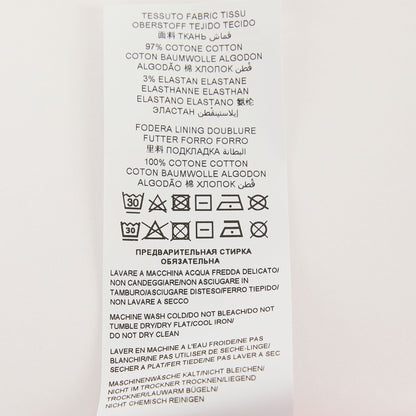 TESSUTO FABRIC TISSU
OBERSTOFF TEJIDO TECIDO
面料 ТКАНЬ قماش
97% COTONE COTTON
COTON BAUMWOLLE ALGODON
ALGODÃO 棉 ХЛОПОК قطن
3% ELASTAN ELASTANE
ELASTHANNE ELASTHAN
ELASTANO ELASTANO 氨纶
ЭЛАСТАН إيلاستيبقطن
FODERA LINING DOUBLURE
FUTTER FORRO FORRO
里料 ПОДКЛАДКА البطانة
100% COTONE COTTON
COTON BAUMWOLLE ALGODON
ALGODÃO 棉 ХЛОПОК قطن
30
30
ПРЕДВАРИТЕЛЬНАЯ СТИРКА
ОБЯЗАТЕЛЬНА
LAVARE A MACCHINA ACQUA FREDDA DELICATO/
NON CANDEGGIARE/NON ASCIUGARE IN
TAMBURO/ASCIUGARE DISTESO/FERRO TIEPIDO/
NON LAVARE A SECCO
MACHINE WASH COLD/DO NOT BLEACH/DO NOT
TUMBLE DRY/DRY FLAT/COOL IRON/
DO NOT DRY CLEAN
LAVER EN MACHINE A L'EAU FROIDE/NE PAS
BLANCHIR/NE PAS UTILISER DE SECHE-LINGE/
SECHER A PLAT/FER TIEDE/NE PAS LAVER A
SEC
MASCHINENWÄSCHE KALT/NICHT BLEICHEN/
NICHT IM TROCKNER TROCKNEN/LIEGEND
TROCKNER/LAUWARM BÜGELN/
NICHT CHEMISCH REINIGEN